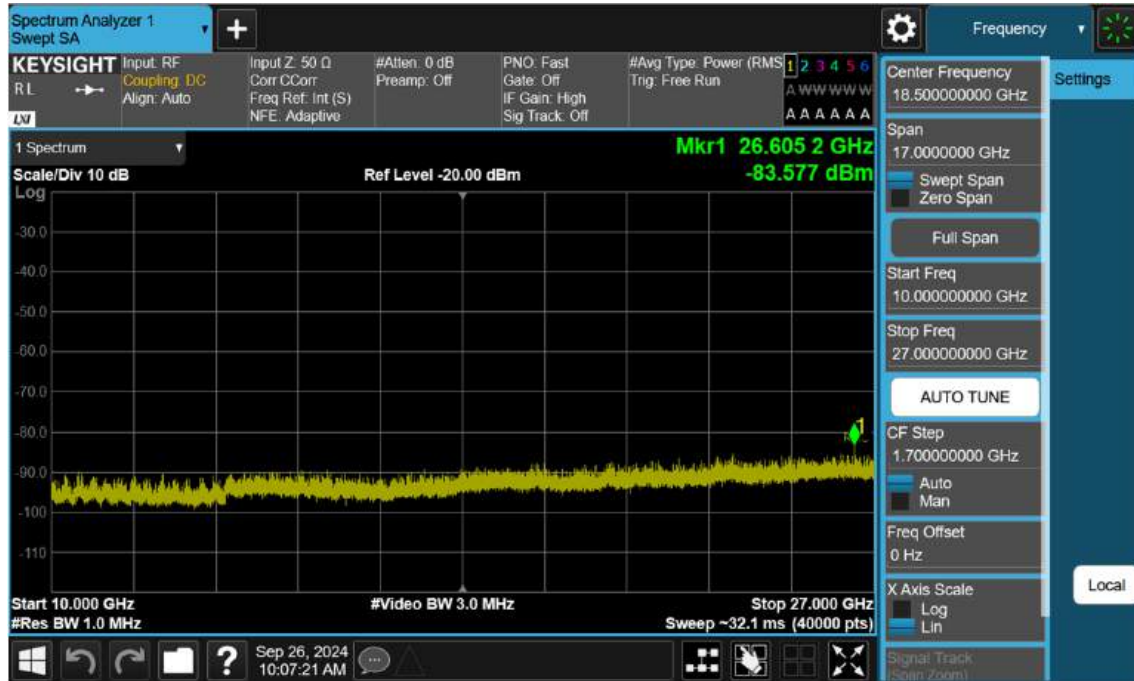 Spectrum Analyzer 1
Swept SA
+
Frequency
KEYSIGHT
RL
LXI
Input: RF
Coupling: DC
Align: Auto
Input Z: 50 Ω
Corr CCorr
Freq Ref: Int (S)
NFE: Adaptive
#Atten: 0 dB
Preamp: Off
PNO: Fast
Gate: Off
IF Gain: High
Sig Track: Off
#Avg Type: Power (RMS
Trig: Free Run
1 2 3 4 5 6
A W W W W W
A A A A A A
1 Spectrum
Scale/Div 10 dB
Ref Level -20.00 dBm
Mkr1 26.605 2 GHz
-83.577 dBm
Log
-30.0
-40.0
-50.0
-60.0
-70.0
-80.0
-90.0
-100
-110
1
Start 10.000 GHz
#Video BW 3.0 MHz
Stop 27.000 GHz
#Res BW 1.0 MHz
Sweep ~32.1 ms (40000 pts)
Center Frequency
18.500000000 GHz
Settings
Span
17.0000000 GHz
Swept Span
Zero Span
Full Span
Start Freq
10.000000000 GHz
Stop Freq
27.000000000 GHz
AUTO TUNE
CF Step
1.700000000 GHz
Auto
Man
Freq Offset
0 Hz
X Axis Scale
Log
Lin
Local
Signal Track
(Span Zoom)
?
Sep 26, 2024
10:07:21 AM